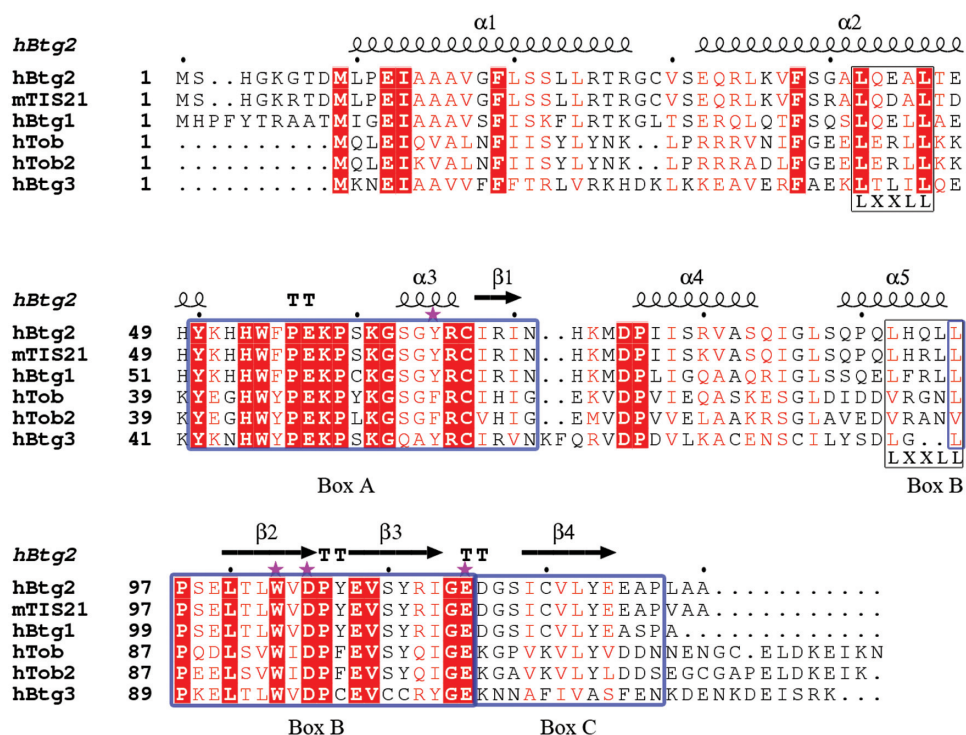 α1 α2
hBtg2
hBtg2 1 MS..HGKGTDMLPEIAAAVGFLSSLLRTRGCVSEQRLKVFSGALQEALTE
mTIS21 1 MS..HGKRTDMLPEIAAAVGFLSSLLRTRGCVSEQRLKVFSRALQDALTD
hBtg1 1 MHPFYTRAATMIGEIAAAVSFISKFLRTKGLTSERQLQTFSQSLQELLAE
hTob 1 ..........MQLEIQVALNFIISYLYNK..LPRRRVNIFGEELERLLKK
hTob2 1 ..........MQLEIKVALNFIISYLYNK..LPRRRADLFGEELERLLKK
hBtg3 1 ..........MKNEIAAVVFFFTRLVRKHDKLKKEAVERFAEKLTLILQE
LXXLL
α3 β1 α4 α5
hBtg2 TT
hBtg2 49 HYKHHWFPEKPSKGSGYRCIRIN..HKMDPIISRVASQIGLSQPQLHQLL
mTIS21 49 HYKHHWFPEKPSKGSGYRCIRIN..HKMDPIISKVASQIGLSQPQLHRLL
hBtg1 51 HYKHHWFPEKPCKGSGYRCIRIN..HKMDPLIGQAAQRIGLSSQELFRLL
hTob 39 KYEGHWYPEKPYKGSGFRCIHIG..EKVDPVIEQASKESGLDIDDVRGNL
hTob2 39 KYEGHWYPEKPLKGSGFRCVHIG..EMVDPVVELAAKRSGLAVEDVRANV
hBtg3 41 KYKNHWYPEKPSKGQAYRCIRVNKFQRVDPDVLKACENSCILYSDLG..L
LXXLL
Box A Box B
β2 β3 β4
hBtg2 TT TT
hBtg2 97 PSELTLWVDPYEVSYRIGEDGSICVLYEEAPLAA...........
mTIS21 97 PSELTLWVDPYEVSYRIGEDGSICVLYEEAPVAA...........
hBtg1 99 PSELTLWVDPYEVSYRIGEDGSICVLYEASPA.............
hTob 87 PQDLSVWIDPFEVSYQIGEKGPVKVLYVDDNNENGC.ELDKEIKN
hTob2 87 PEELSVWIDPFEVSYQIGEKGAVKVLYLDDSEGCGAPELDKEIK.
hBtg3 89 PKELTLWVDPCEVCCRYGEKNNAFIVASFENKDENKDEISRK...
Box B Box C